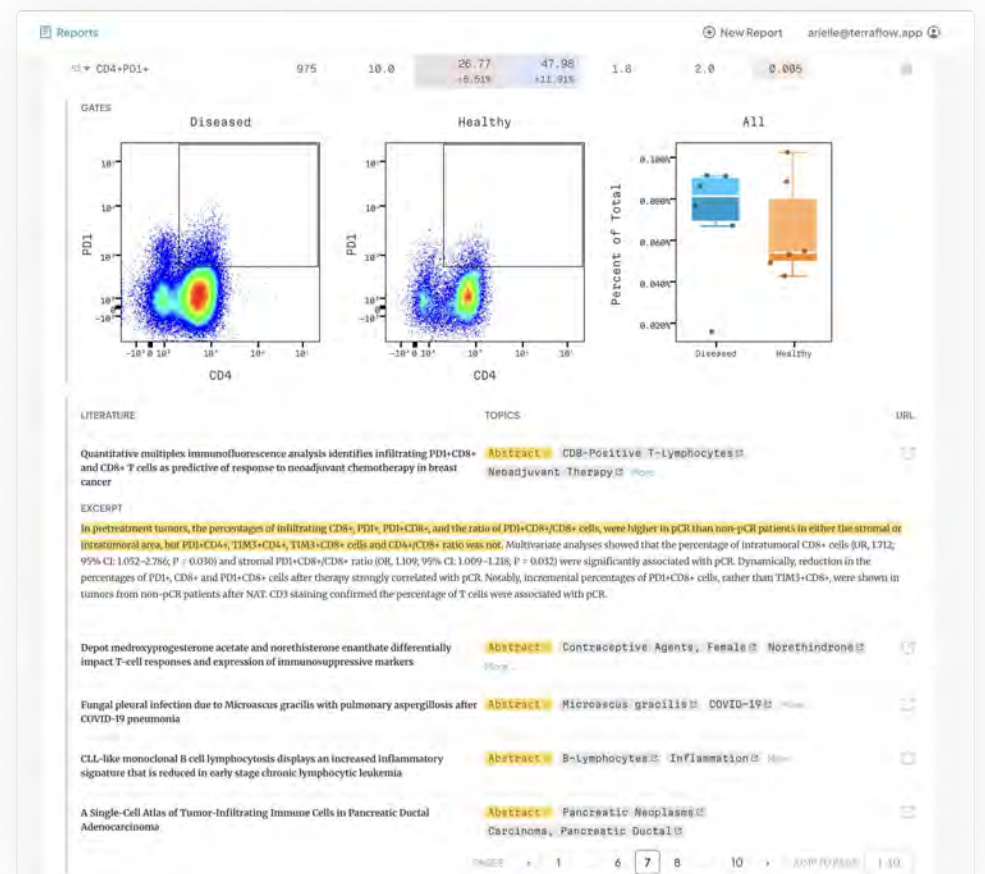 Reports
New Report arielle@terraflow.app
CD4+PD1+ 975 10.0 26.77 47.98 1.8 2.0 0.005
±6.51% ±11.91%
GATES
Diseased Healthy All
PD1
CD4
PD1
CD4
Percent of Total
0.100%
0.080%
0.060%
0.040%
0.020%
Diseased Healthy
LITERATURE TOPICS URL
Quantitative multiplex immunofluorescence analysis identifies infiltrating PD1+CD8+
and CD8+ T cells as predictive of response to neoadjuvant chemotherapy in breast
cancer
Abstract CD8-Positive T-Lymphocytes
Neoadjuvant Therapy More
EXCERPT
In pretreatment tumors, the percentages of infiltrating CD8+, PD1+, PD1+CD8+, and the ratio of PD1+CD8+/CD8+ cells, were higher in pCR than non-pCR patients in either the stromal or
intratumoral area, but PD1+CD4+, TIM3+CD4+, TIM3+CD8+ cells and CD4+/CD8+ ratio was not. Multivariate analyses showed that the percentage of intratumoral CD8+ cells (OR, 1.712;
95% CI: 1.052–2.786; P = 0.030) and stromal PD1+CD8+/CD8+ ratio (OR, 1.109; 95% CI: 1.009–1.218, P = 0.032) were significantly associated with pCR. Dynamically, reduction in the
percentages of PD1+, CD8+ and PD1+CD8+ cells after therapy strongly correlated with pCR. Notably, incremental percentages of PD1+CD8+ cells, rather than TIM3+CD8+, were shown in
tumors from non-pCR patients after NAT. CD3 staining confirmed the percentage of T cells were associated with pCR.
Depot medroxyprogesterone acetate and norethisterone enanthate differentially
impact T-cell responses and expression of immunosuppressive markers
Abstract Contraceptive Agents, Female Norethindrone
More
Fungal pleural infection due to Microascus gracilis with pulmonary aspergillosis after
COVID-19 pneumonia
Abstract Microascus gracilis COVID-19 More
CLL-like monoclonal B cell lymphocytosis displays an increased inflammatory
signature that is reduced in early stage chronic lymphocytic leukemia
Abstract B-Lymphocytes Inflammation More
A Single-Cell Atlas of Tumor-Infiltrating Immune Cells in Pancreatic Ductal
Adenocarcinoma
Abstract Pancreatic Neoplasms
Carcinoma, Pancreatic Ductal
PAGES ‹ 1 6 7 8 10 › JUMP TO PAGE 1-10